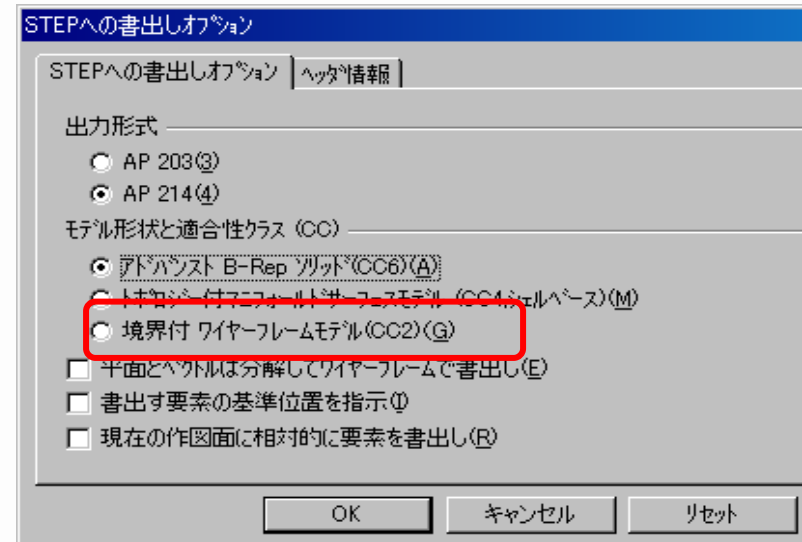 STEPへの書出しオプション
STEPへの書出しオプション ヘッダ情報
出力形式
AP 203(3)
AP 214(4)
モデル形状と適合性クラス (CC)
アドバンスト B-Rep ソリッド(CC6)(A)
トポロジー付マニフォールドサーフェスモデル (CC4,シェルベース)(M)
境界付 ワイヤーフレームモデル(CC2)(G)
平面とベクトルは分解してワイヤーフレームで書出し(E)
書出す要素の基準位置を指示(I)
現在の作図面に相対的に要素を書出し(R)
OK キャンセル リセット